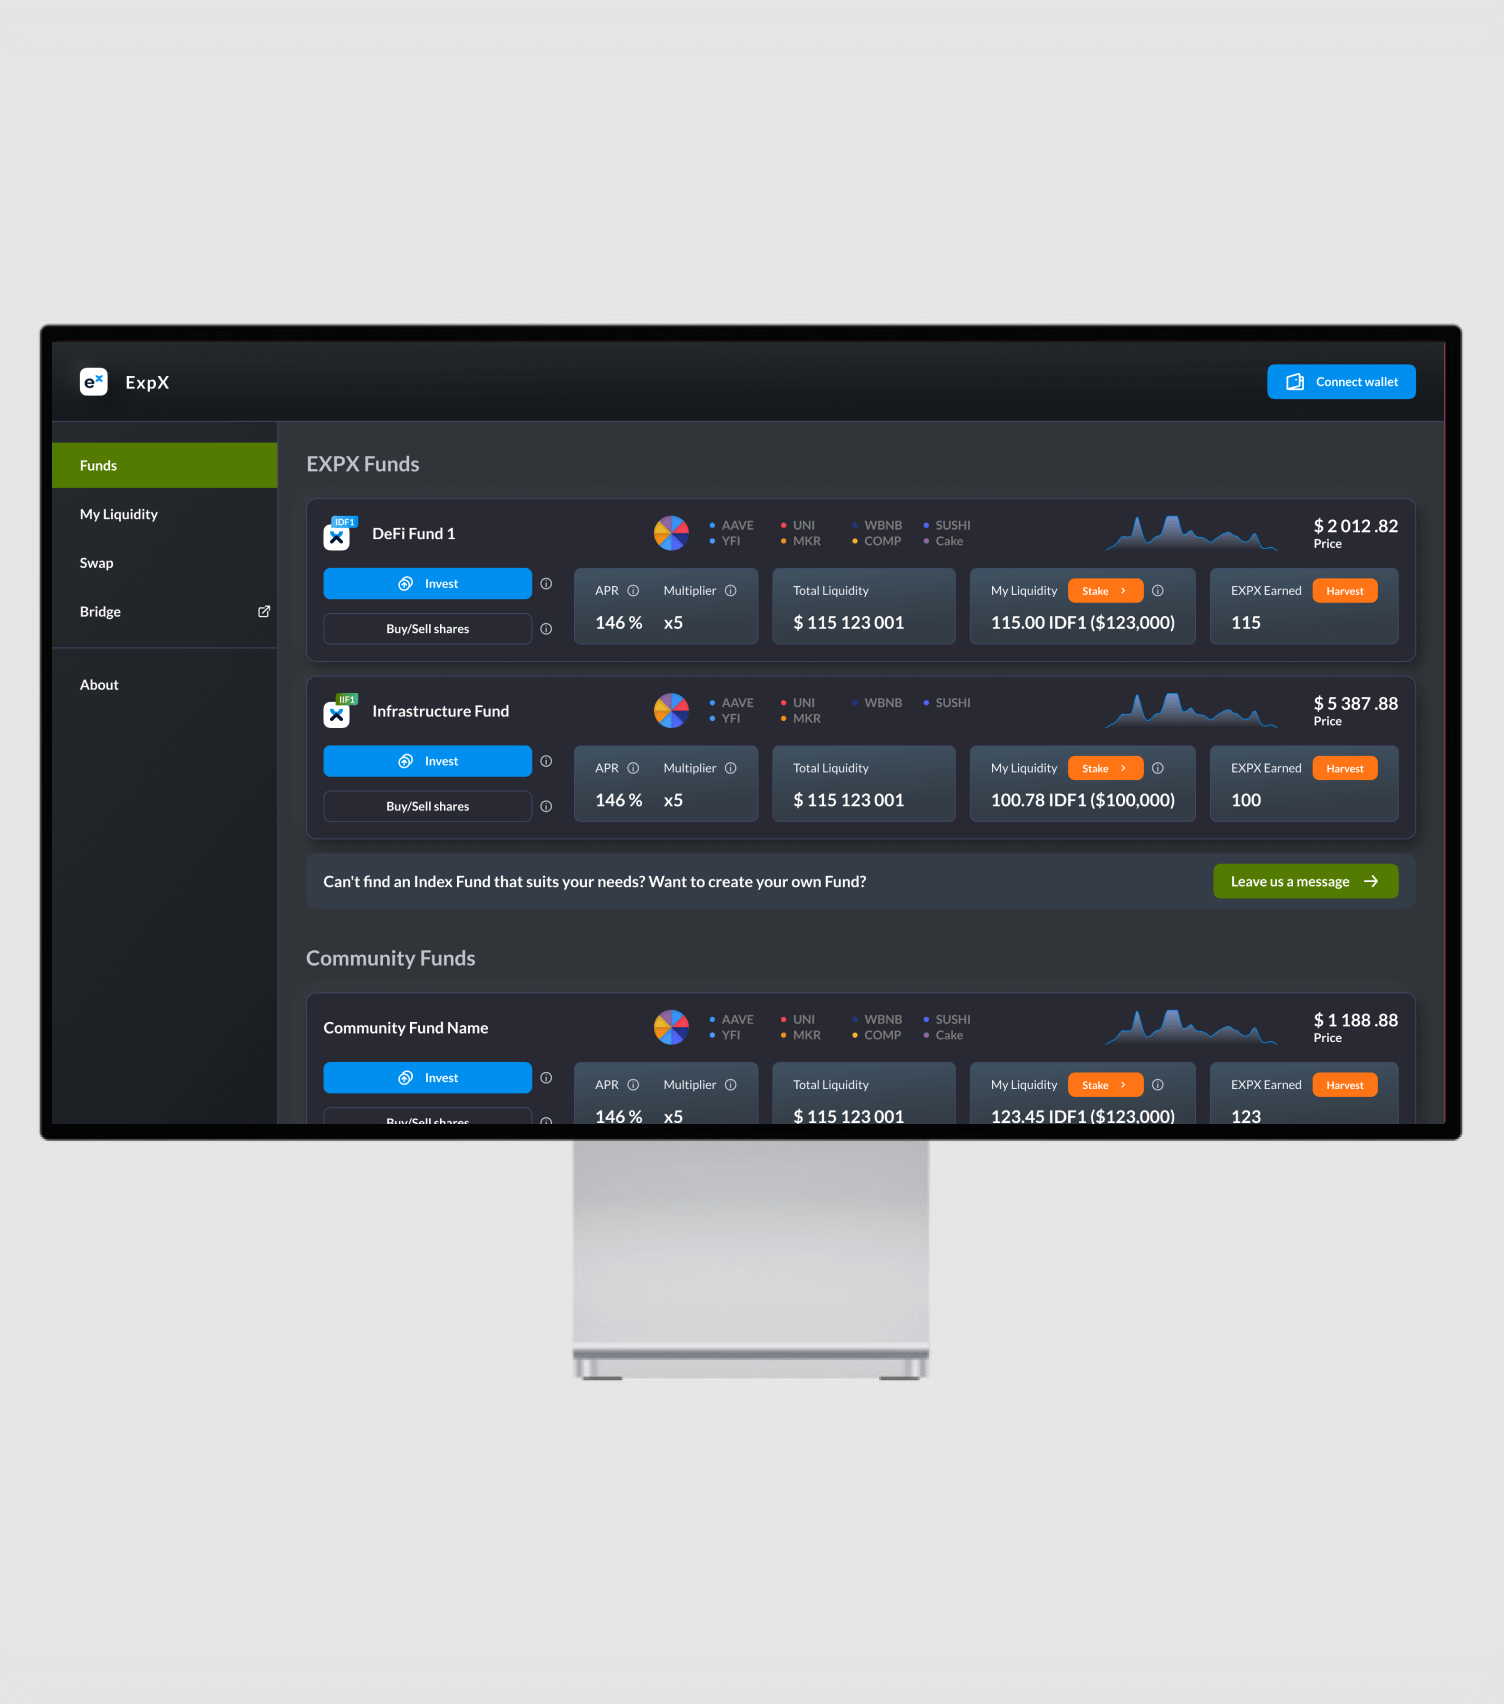 ex ExpX
Connect wallet
Funds
My Liquidity
Swap
Bridge
About
EXPX Funds
IDF1
DeFi Fund 1
AAVE UNI WBNB SUSHI
YFI MKR COMP Cake
$ 2 012 .82
Price
Invest
Buy/Sell shares
APR Multiplier
146 % x5
Total Liquidity
$ 115 123 001
My Liquidity Stake
115.00 IDF1 ($123,000)
EXPX Earned Harvest
115
IIF1
Infrastructure Fund
AAVE UNI WBNB SUSHI
YFI MKR
$ 5 387 .88
Price
Invest
Buy/Sell shares
APR Multiplier
146 % x5
Total Liquidity
$ 115 123 001
My Liquidity Stake
100.78 IDF1 ($100,000)
EXPX Earned Harvest
100
Can't find an Index Fund that suits your needs? Want to create your own Fund?
Leave us a message
Community Funds
Community Fund Name
AAVE UNI WBNB SUSHI
YFI MKR COMP Cake
$ 1 188 .88
Price
Invest
Buy/Sell shares
APR Multiplier
146 % x5
Total Liquidity
$ 115 123 001
My Liquidity Stake
123.45 IDF1 ($123,000)
EXPX Earned Harvest
123